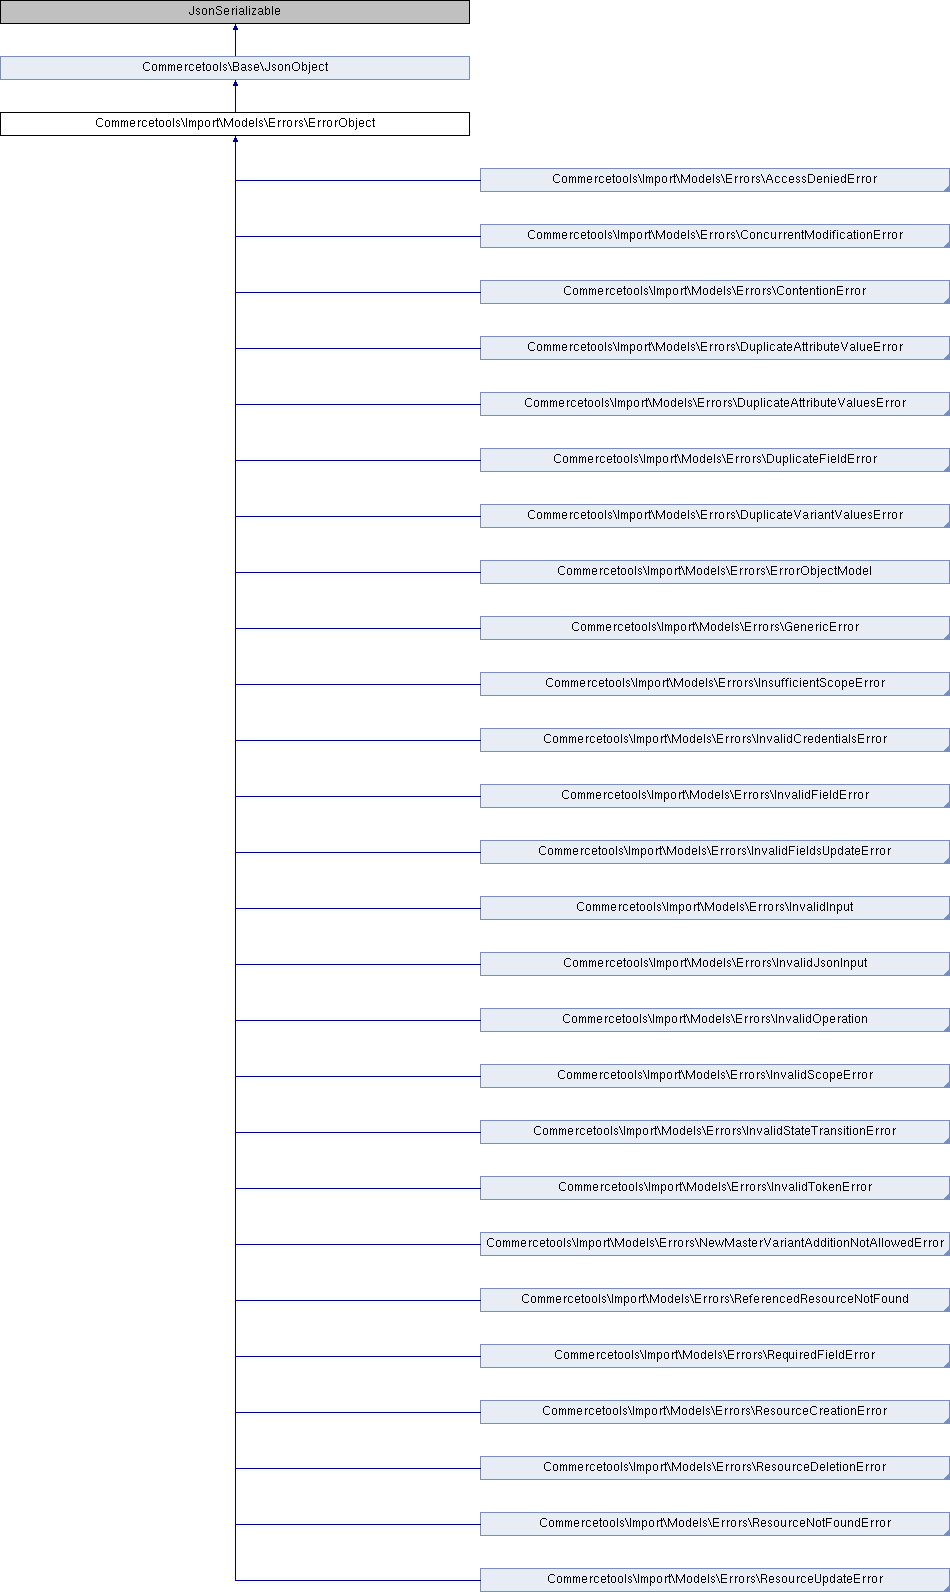 JsonSerializable
Commercetools\Base\JsonObject
Commercetools\Import\Models\Errors\ErrorObject
Commercetools\Import\Models\Errors\AccessDeniedError
Commercetools\Import\Models\Errors\ConcurrentModificationError
Commercetools\Import\Models\Errors\ContentionError
Commercetools\Import\Models\Errors\DuplicateAttributeValueError
Commercetools\Import\Models\Errors\DuplicateAttributeValuesError
Commercetools\Import\Models\Errors\DuplicateFieldError
Commercetools\Import\Models\Errors\DuplicateVariantValuesError
Commercetools\Import\Models\Errors\ErrorObjectModel
Commercetools\Import\Models\Errors\GenericError
Commercetools\Import\Models\Errors\InsufficientScopeError
Commercetools\Import\Models\Errors\InvalidCredentialsError
Commercetools\Import\Models\Errors\InvalidFieldError
Commercetools\Import\Models\Errors\InvalidFieldsUpdateError
Commercetools\Import\Models\Errors\InvalidInput
Commercetools\Import\Models\Errors\InvalidJsonInput
Commercetools\Import\Models\Errors\InvalidOperation
Commercetools\Import\Models\Errors\InvalidScopeError
Commercetools\Import\Models\Errors\InvalidStateTransitionError
Commercetools\Import\Models\Errors\InvalidTokenError
Commercetools\Import\Models\Errors\NewMasterVariantAdditionNotAllowedError
Commercetools\Import\Models\Errors\ReferencedResourceNotFound
Commercetools\Import\Models\Errors\RequiredFieldError
Commercetools\Import\Models\Errors\ResourceCreationError
Commercetools\Import\Models\Errors\ResourceDeletionError
Commercetools\Import\Models\Errors\ResourceNotFoundError
Commercetools\Import\Models\Errors\ResourceUpdateError